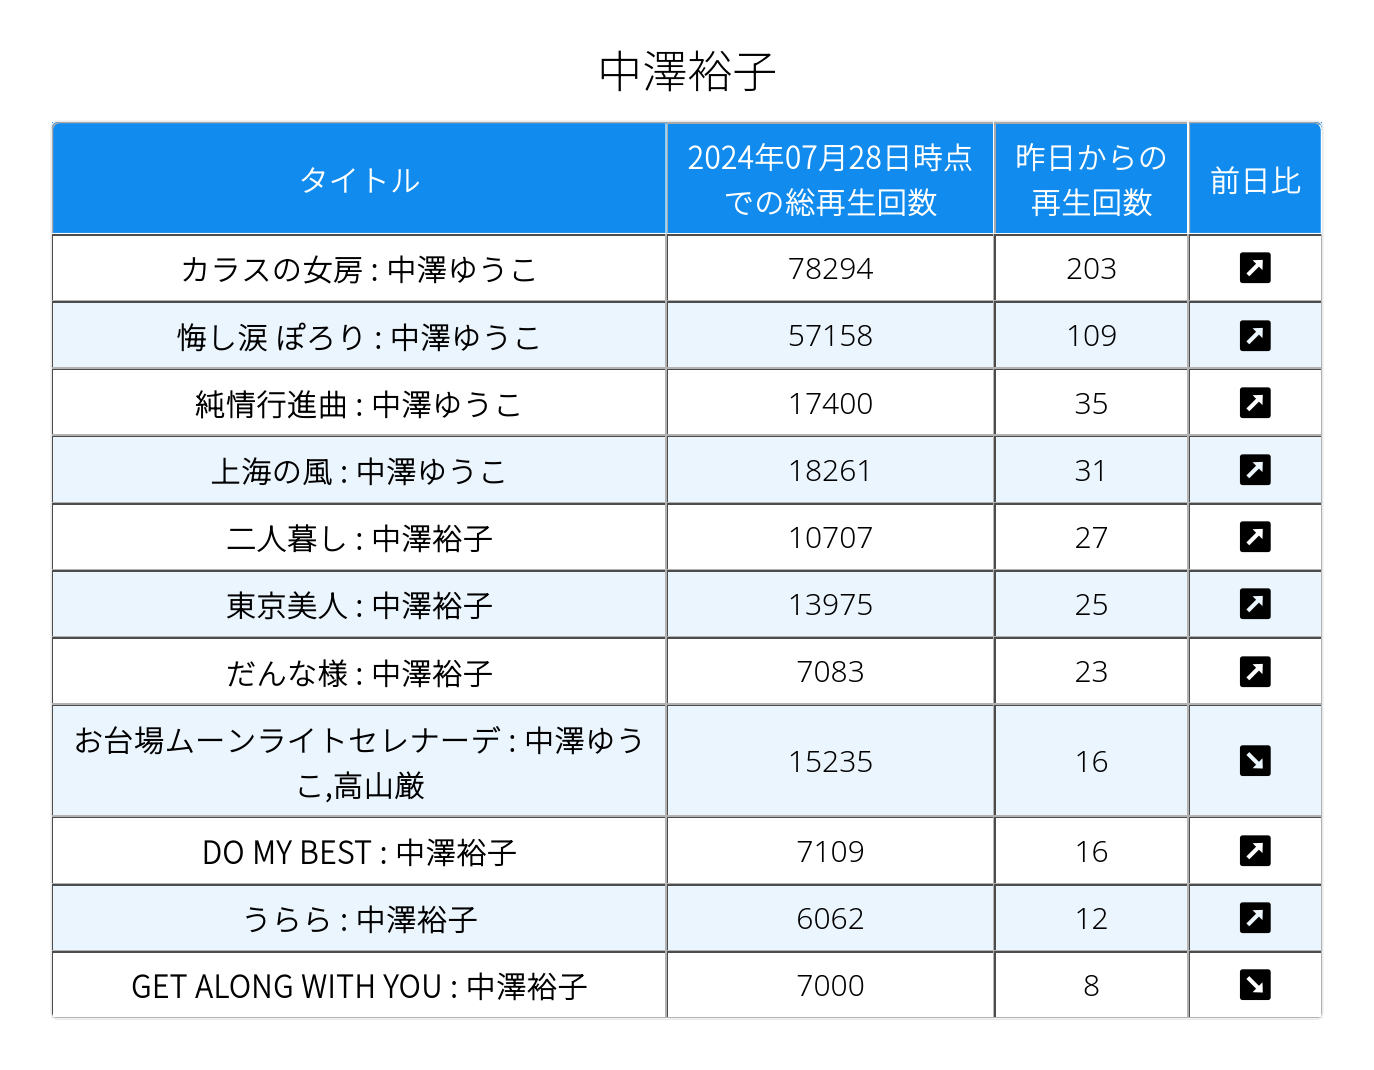 中澤裕子
タイトル
2024年07月28日時点
での総再生回数
昨日からの
再生回数
前日比
カラスの女房 : 中澤ゆうこ 78294 203 ↗
悔し涙 ぽろり : 中澤ゆうこ 57158 109 ↗
純情行進曲 : 中澤ゆうこ 17400 35 ↗
上海の風 : 中澤ゆうこ 18261 31 ↗
二人暮し : 中澤裕子 10707 27 ↗
東京美人 : 中澤裕子 13975 25 ↗
だんな様 : 中澤裕子 7083 23 ↗
お台場ムーンライトセレナーデ : 中澤ゆう
こ,高山厳 15235 16 ↘
DO MY BEST : 中澤裕子 7109 16 ↗
うらら : 中澤裕子 6062 12 ↗
GET ALONG WITH YOU : 中澤裕子 7000 8 ↘